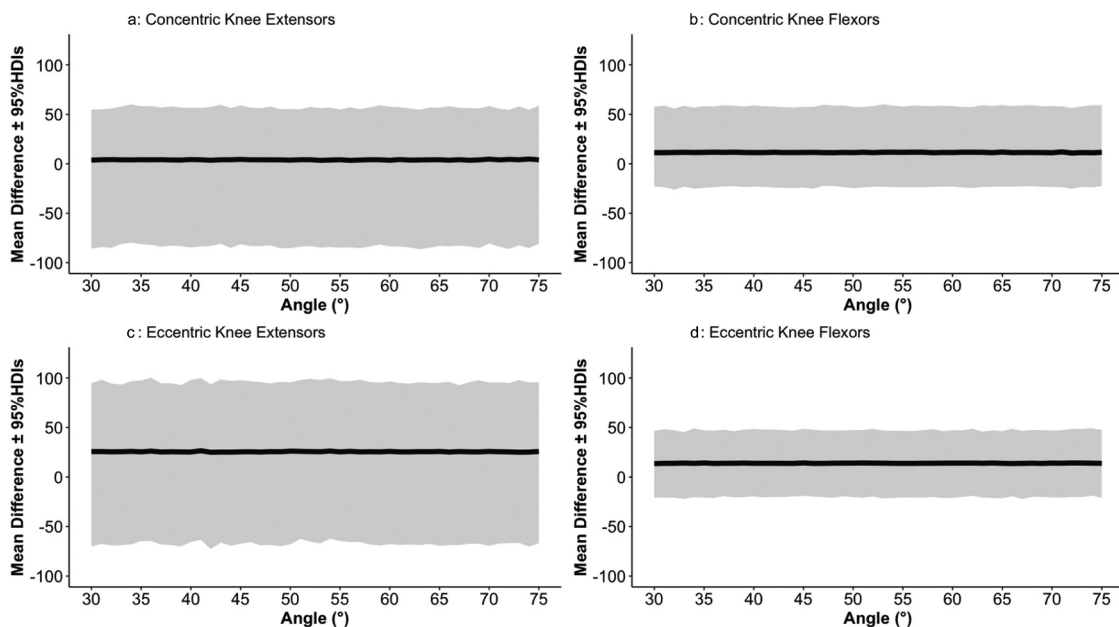 a: Concentric Knee Extensors
Mean Difference ± 95%HDIs
100
50
0
-50
-100
30 35 40 45 50 55 60 65 70 75
Angle (°)
b: Concentric Knee Flexors
Mean Difference ± 95%HDIs
100
50
0
-50
-100
30 35 40 45 50 55 60 65 70 75
Angle (°)
c: Eccentric Knee Extensors
Mean Difference ± 95%HDIs
100
50
0
-50
-100
30 35 40 45 50 55 60 65 70 75
Angle (°)
d: Eccentric Knee Flexors
Mean Difference ± 95%HDIs
100
50
0
-50
-100
30 35 40 45 50 55 60 65 70 75
Angle (°)